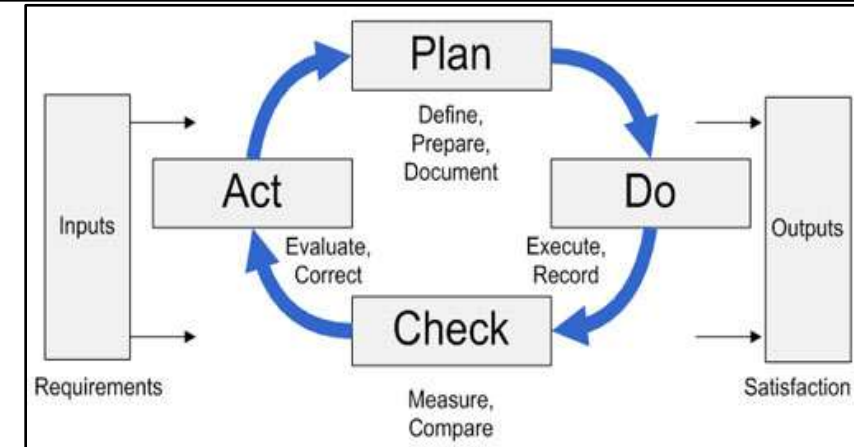 Plan
Define,
Prepare,
Document
Inputs
Act
Do
Outputs
Evaluate,
Correct
Execute,
Record
Check
Requirements
Satisfaction
Measure,
Compare